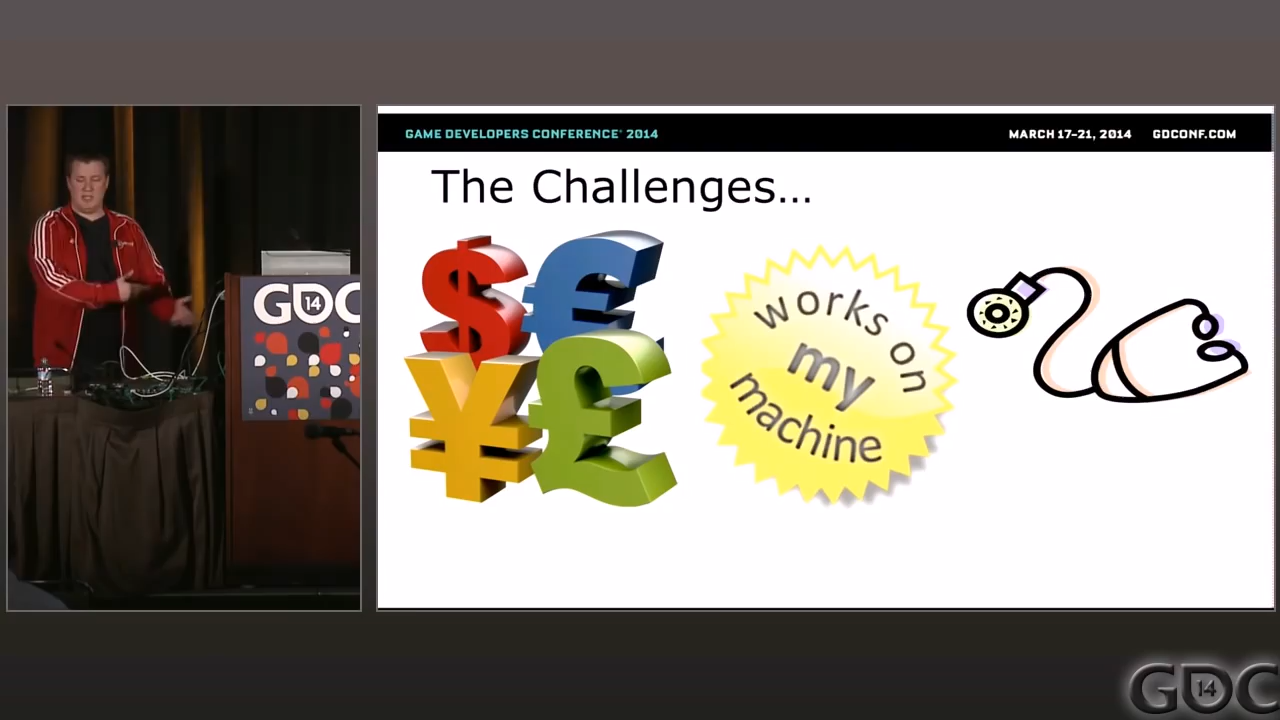 GAME DEVELOPERS CONFERENCE® 2014
MARCH 17-21, 2014 GDCONF.COM
The Challenges...
$ €
¥ £
works on
my
machine
GDC
14
GDC
14